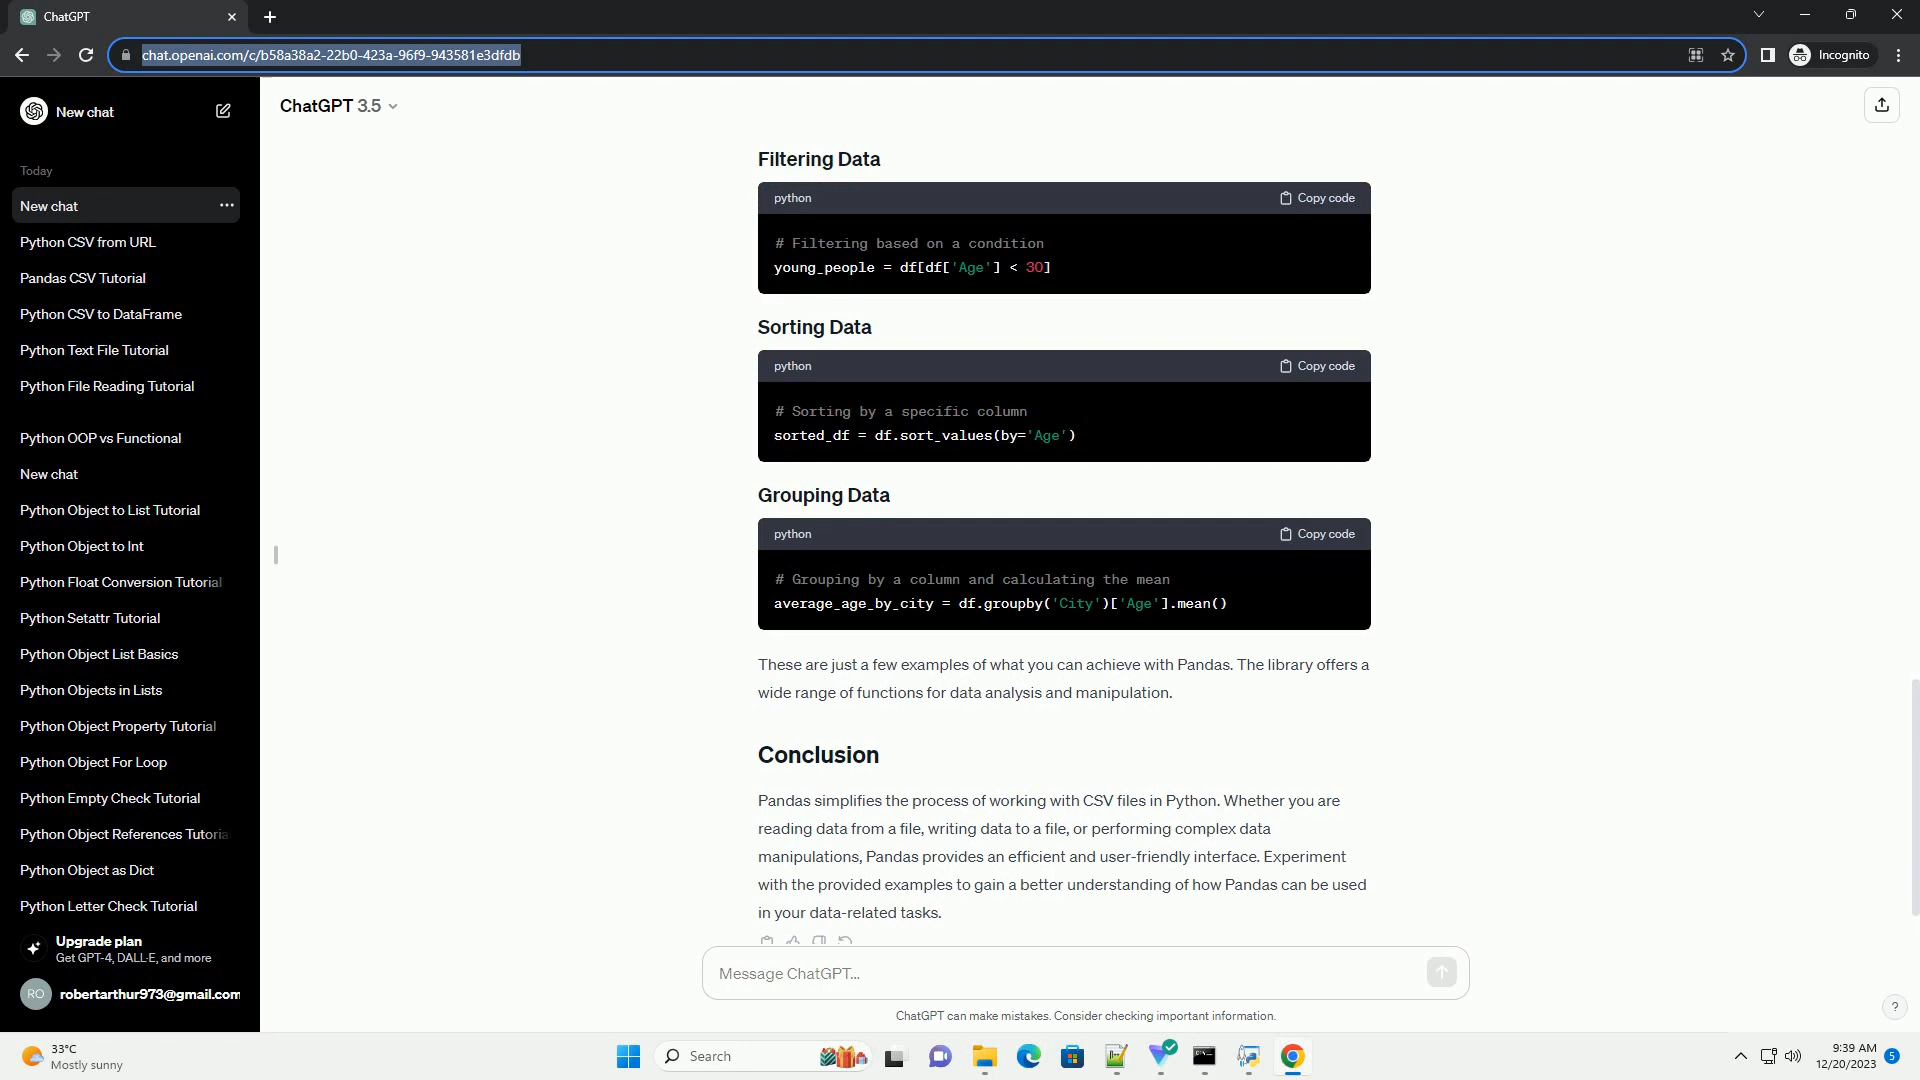 ChatGPT
chat.openai.com/c/b58a38a2-22b0-423a-96f9-943581e3dfdb
Incognito
New chat
Today
New chat
Python CSV from URL
Pandas CSV Tutorial
Python CSV to DataFrame
Python Text File Tutorial
Python File Reading Tutorial
Python OOP vs Functional
New chat
Python Object to List Tutorial
Python Object to Int
Python Float Conversion Tutorial
Python Setattr Tutorial
Python Object List Basics
Python Objects in Lists
Python Object Property Tutorial
Python Object For Loop
Python Empty Check Tutorial
Python Object References Tutoria
Python Object as Dict
Python Letter Check Tutorial
Upgrade plan
Get GPT-4, DALL·E, and more
RO robertarthur973@gmail.com
ChatGPT 3.5
Filtering Data
python Copy code
# Filtering based on a condition
young_people = df[df['Age'] < 30]
Sorting Data
python Copy code
# Sorting by a specific column
sorted_df = df.sort_values(by='Age')
Grouping Data
python Copy code
# Grouping by a column and calculating the mean
average_age_by_city = df.groupby('City')['Age'].mean()
These are just a few examples of what you can achieve with Pandas. The library offers a
wide range of functions for data analysis and manipulation.
Conclusion
Pandas simplifies the process of working with CSV files in Python. Whether you are
reading data from a file, writing data to a file, or performing complex data
manipulations, Pandas provides an efficient and user-friendly interface. Experiment
with the provided examples to gain a better understanding of how Pandas can be used
in your data-related tasks.
Message ChatGPT...
ChatGPT can make mistakes. Consider checking important information.
?
33°C
Mostly sunny
Search
9:39 AM
12/20/2023
5